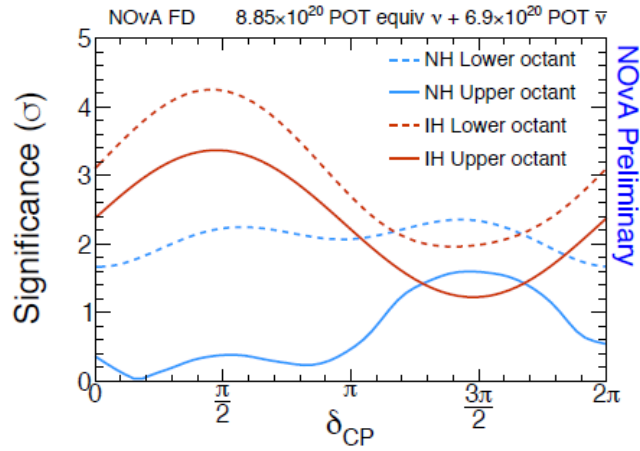 NOvA FD 8.85×10²⁰ POT equiv ν + 6.9×10²⁰ POT ν̄
5
4
3
2
1
0
Significance (σ)
NH Lower octant
NH Upper octant
IH Lower octant
IH Upper octant
NOvA Preliminary
0 π/2 π 3π/2 2π
δCP